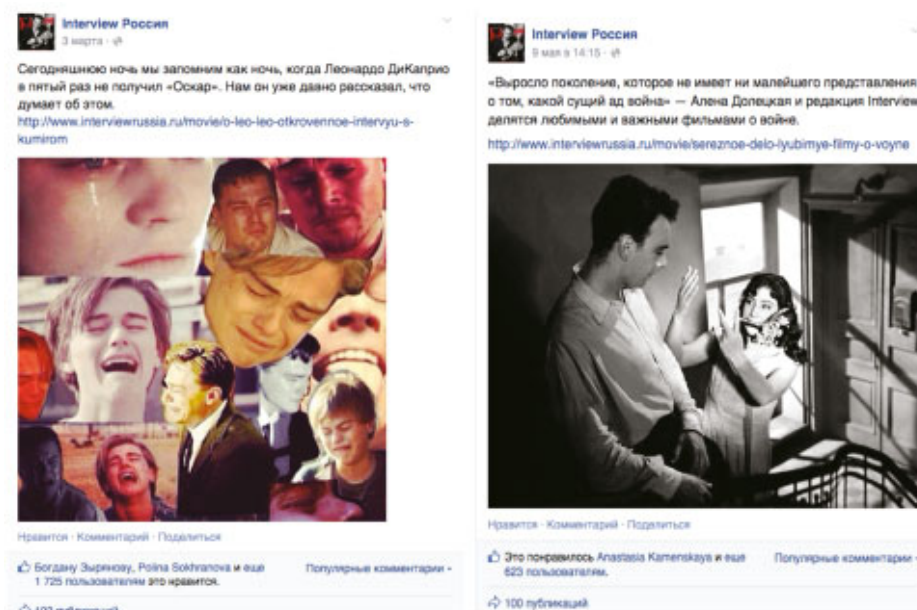 Interview Россия
3 марта
Сегодняшнюю ночь мы запомним как ночь, когда Леонардо ДиКаприо
в пятый раз не получил «Оскар». Нам он уже давно рассказал, что
думает об этом.
http://www.interviewrussia.ru/movie/o-leo-leo-otkrovennoe-intervyu-s-
kumirom
Нравится · Комментарий · Поделиться
Богдану Зырянову, Polina Sokhranova и еще
1 725 пользователям это нравится.
Популярные комментарии
Interview Россия
9 мая в 14:15
«Выросло поколение, которое не имеет ни малейшего представления
о том, какой сущий ад война» — Алена Долецкая и редакция Interview
делятся любимыми и важными фильмами о войне.
http://www.interviewrussia.ru/movie/sereznoe-delo-lyubimye-filmy-o-voyne
Нравится · Комментарий · Поделиться
Это понравилось Anastasia Kamenskaya и еще
623 пользователям.
Популярные комментарии
100 публикаций